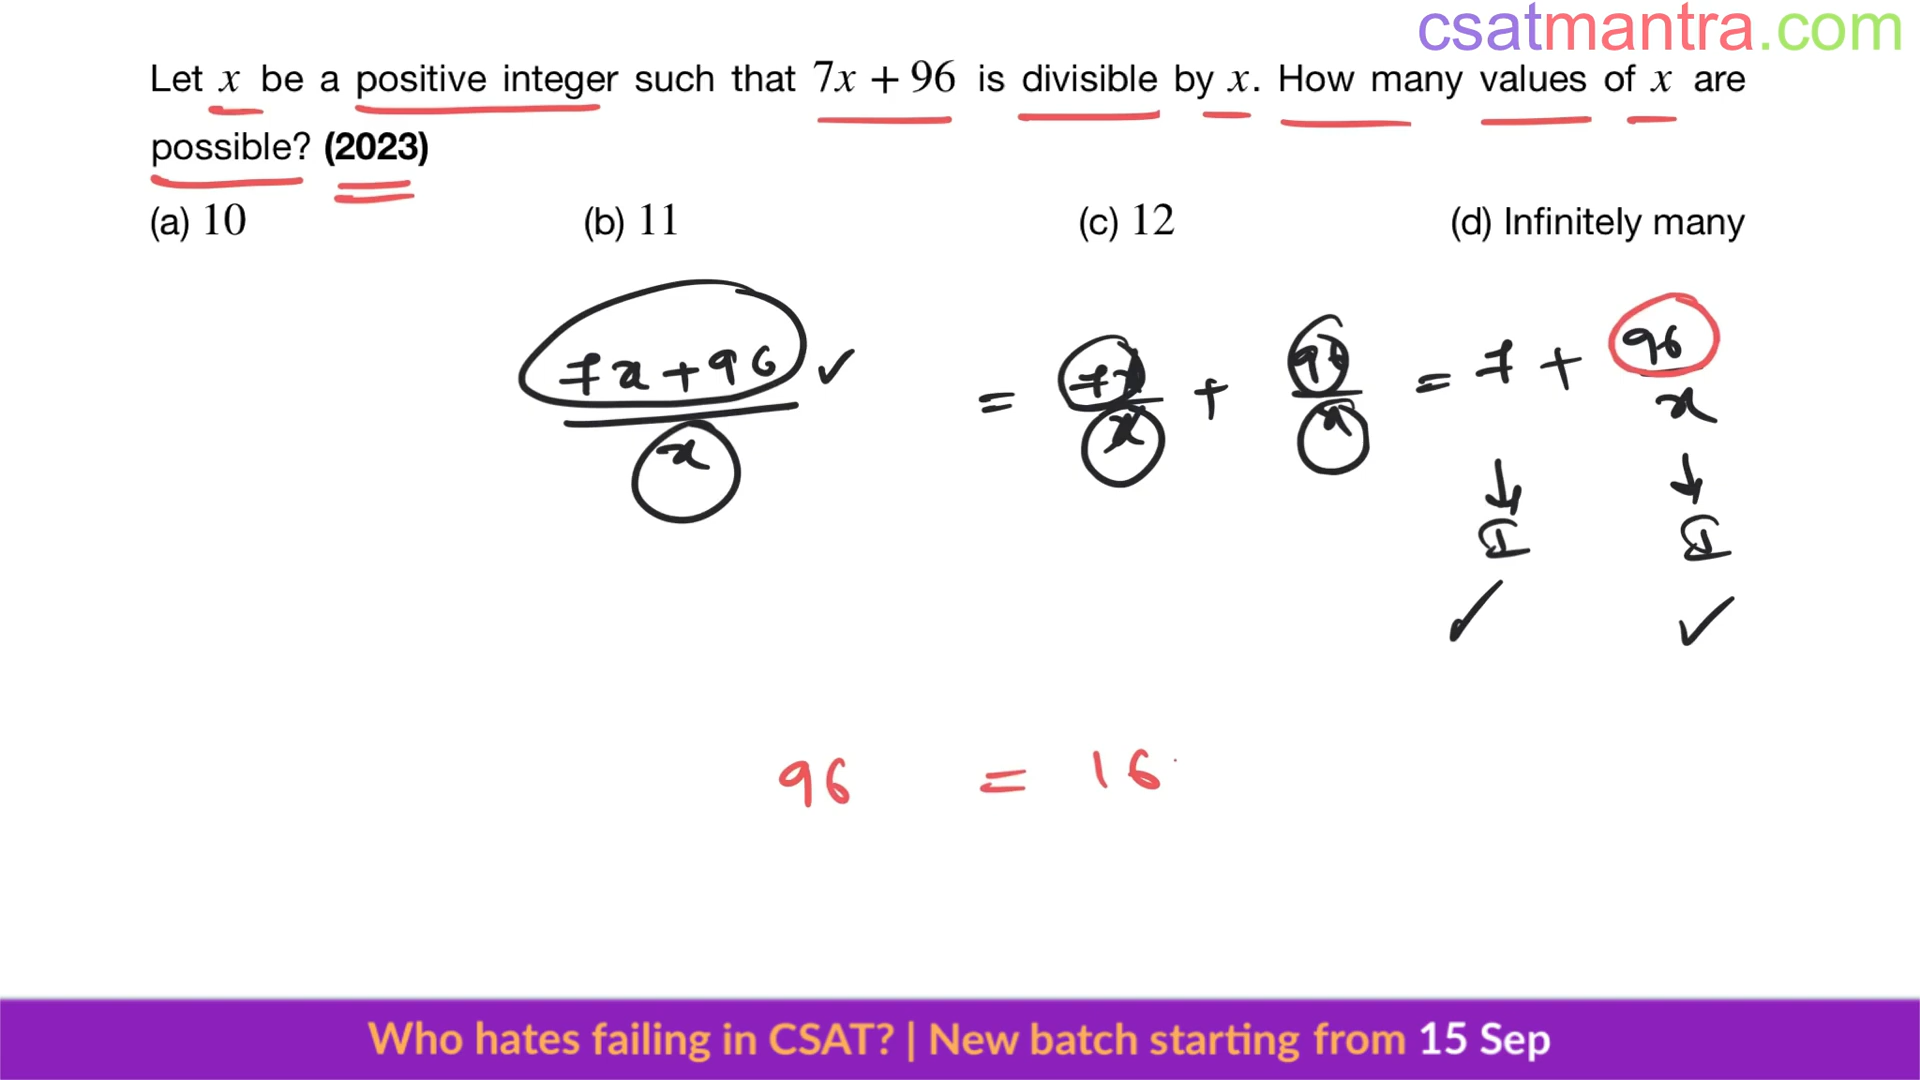 csatmantra.com
Let x be a positive integer such that 7x + 96 is divisible by x. How many values of x are
possible? (2023)
(a) 10 (b) 11 (c) 12 (d) Infinitely many
7x + 96 ✓ = 7x + 96 = 7 + 96
x x x x
↓ ↓
I I
✓ ✓
96 = 16
Who hates failing in CSAT? | New batch starting from 15 Sep